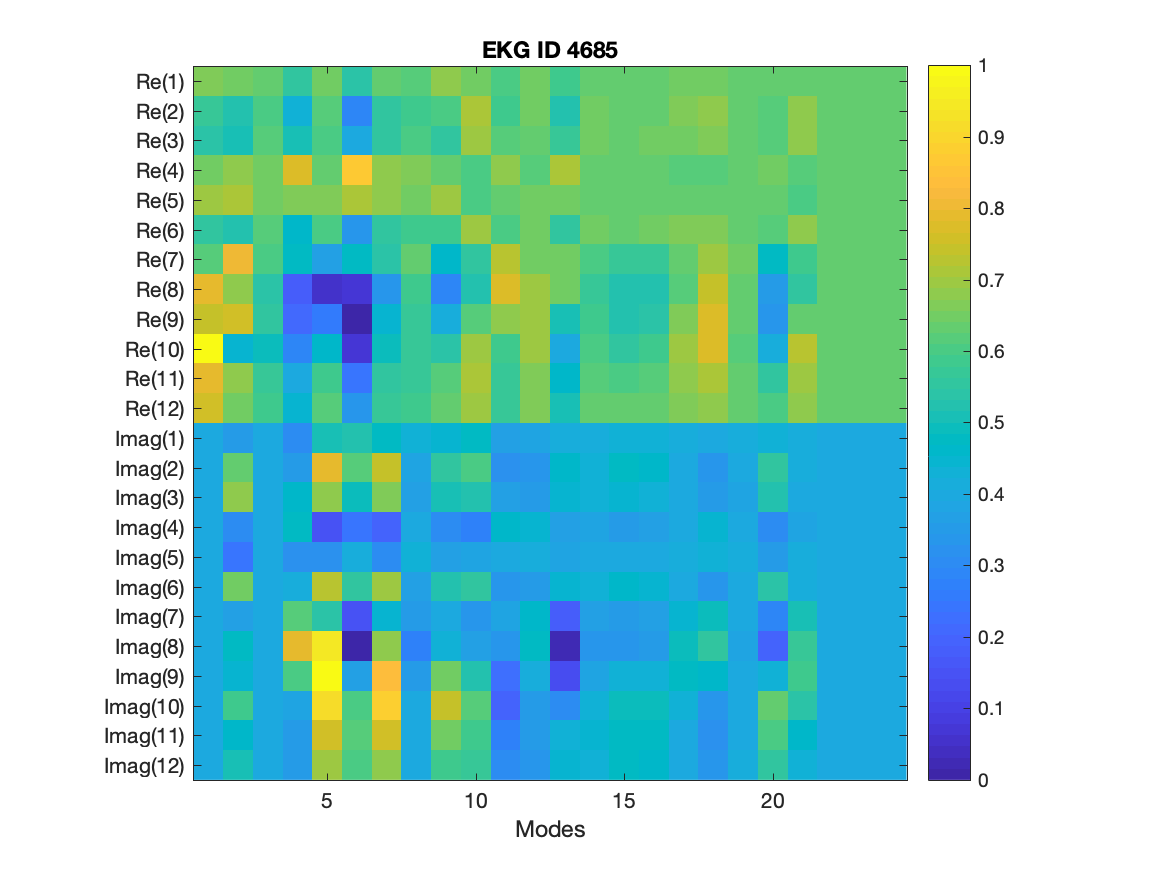 EKG ID 4685
Re(1)
Re(2)
Re(3)
Re(4)
Re(5)
Re(6)
Re(7)
Re(8)
Re(9)
Re(10)
Re(11)
Re(12)
Imag(1)
Imag(2)
Imag(3)
Imag(4)
Imag(5)
Imag(6)
Imag(7)
Imag(8)
Imag(9)
Imag(10)
Imag(11)
Imag(12)
5 10 15 20
Modes
1
0.9
0.8
0.7
0.6
0.5
0.4
0.3
0.2
0.1
0